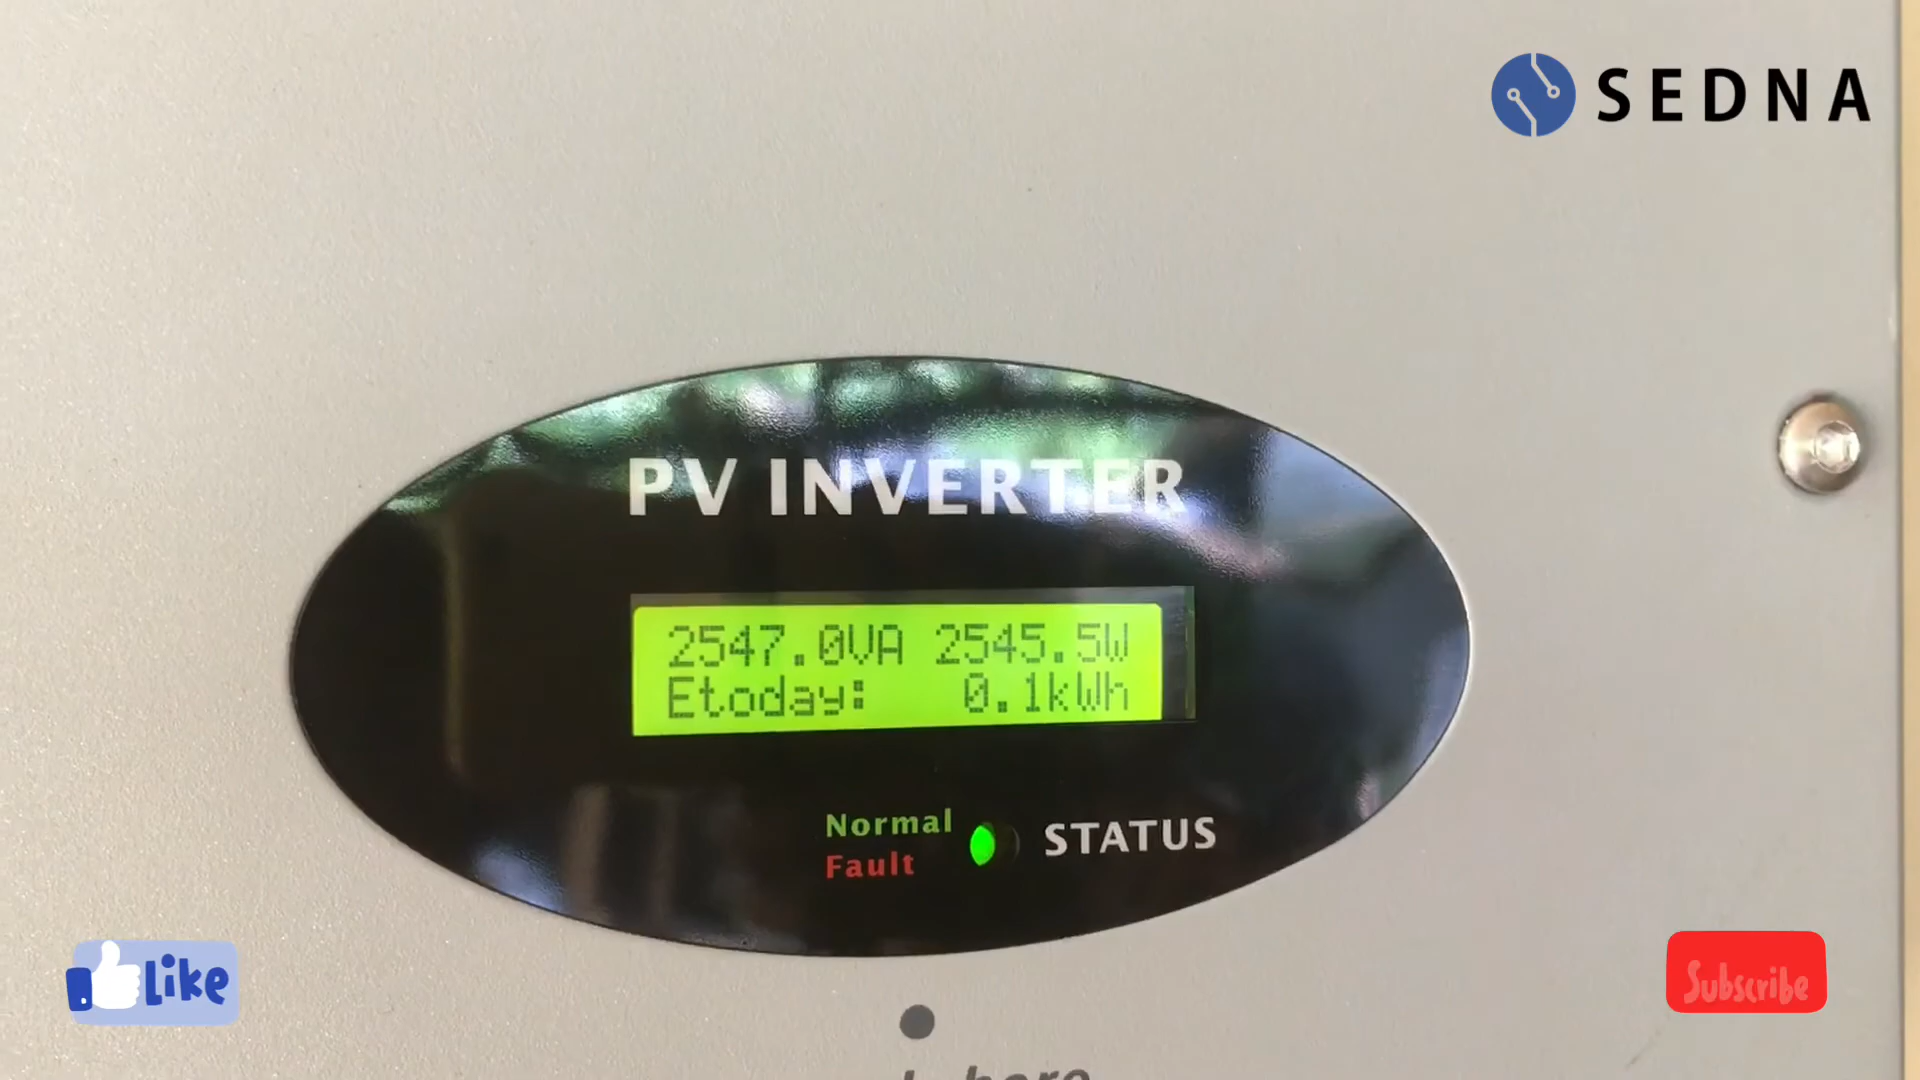 SEDNA
PV INVERTER
2547.0VA 2545.5W
Etoday: 0.1kWh
Normal
Fault
STATUS
Like
Subscribe